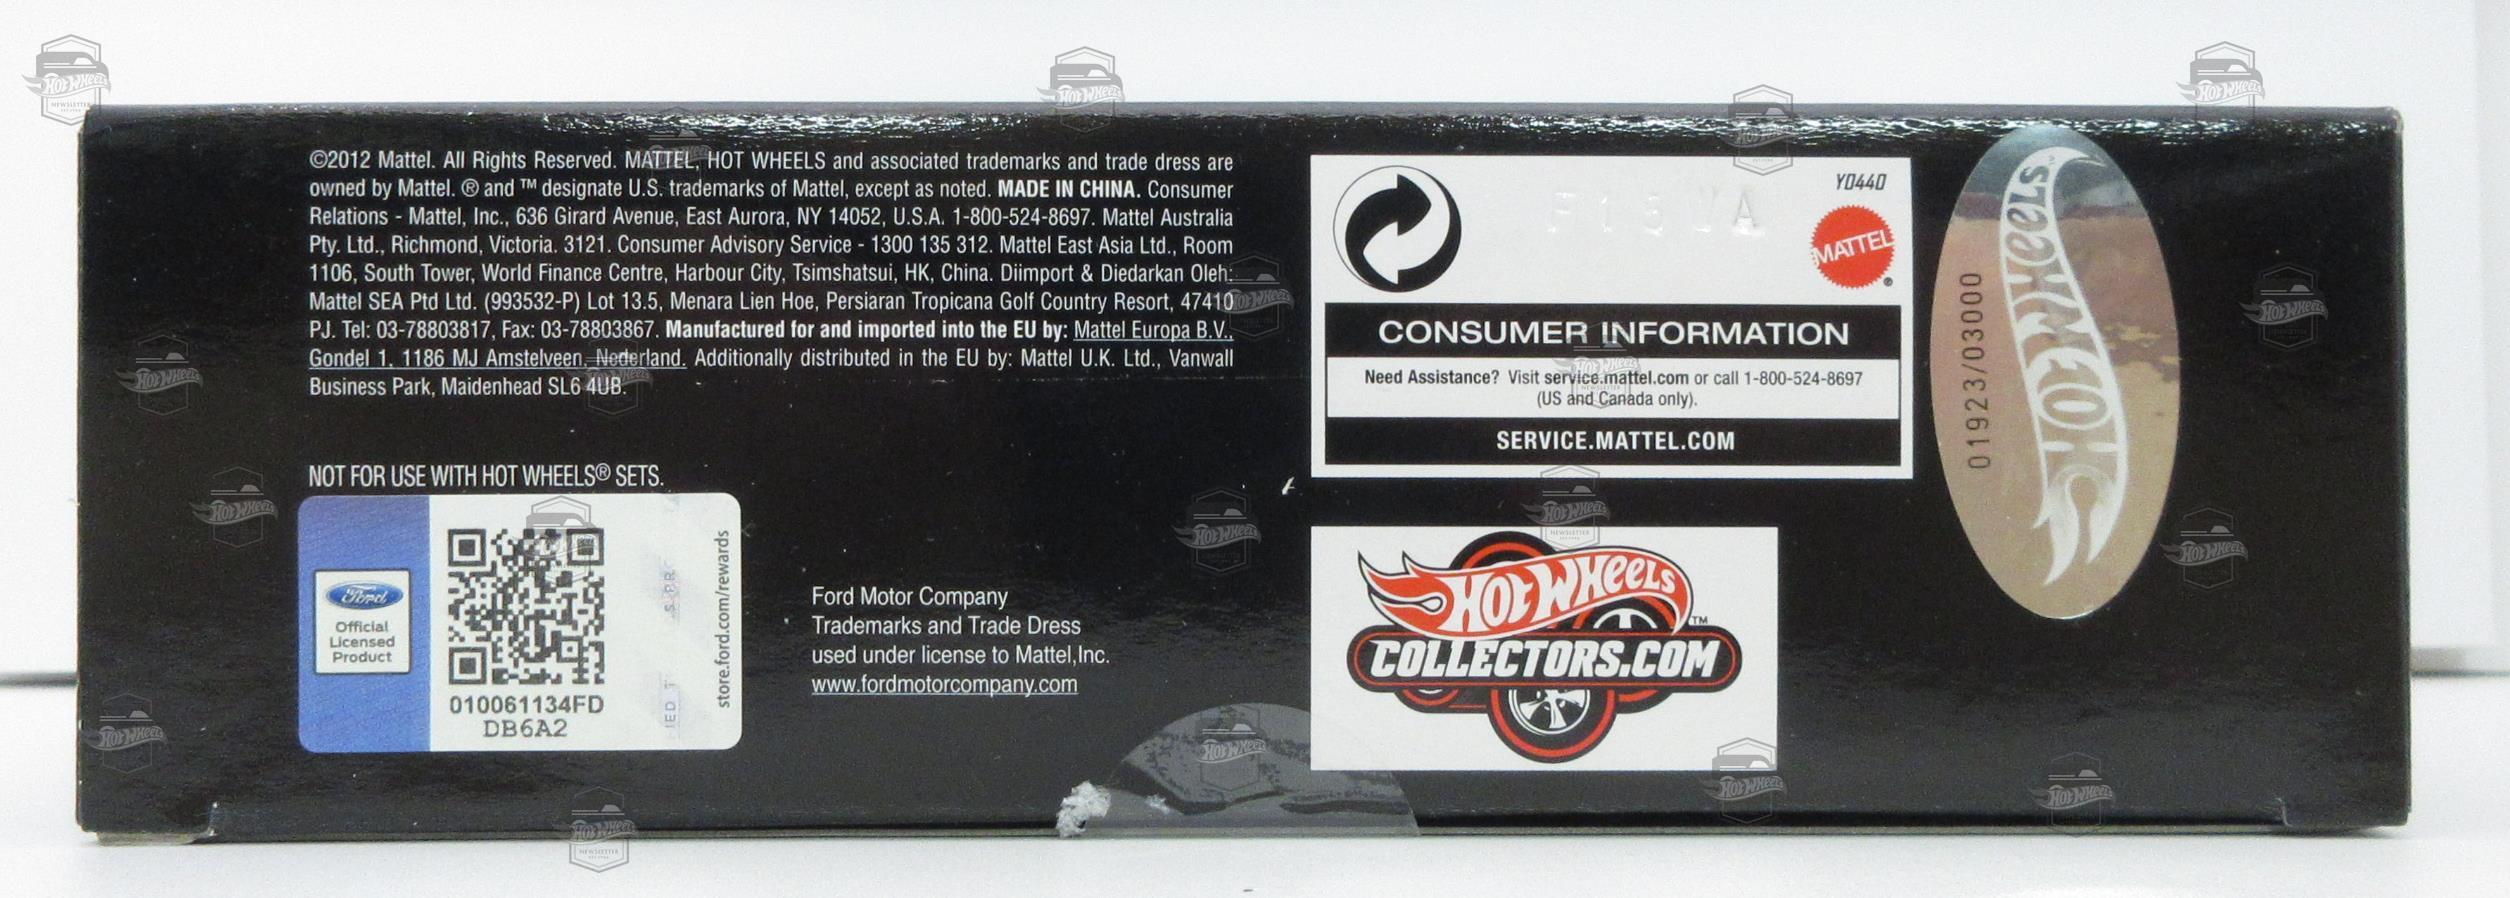 ©2012 Mattel. All Rights Reserved. MATTEL, HOT WHEELS and associated trademarks and trade dress are
owned by Mattel. ® and ™ designate U.S. trademarks of Mattel, except as noted. MADE IN CHINA. Consumer
Relations - Mattel, Inc., 636 Girard Avenue, East Aurora, NY 14052, U.S.A. 1-800-524-8697. Mattel Australia
Pty. Ltd., Richmond, Victoria. 3121. Consumer Advisory Service - 1300 135 312. Mattel East Asia Ltd., Room
1106, South Tower, World Finance Centre, Harbour City, Tsimshatsui, HK, China. Diimport & Diedarkan Oleh:
Mattel SEA Ptd Ltd. (993532-P) Lot 13.5, Menara Lien Hoe, Persiaran Tropicana Golf Country Resort, 47410
PJ. Tel: 03-78803817, Fax: 03-78803867. Manufactured for and imported into the EU by: Mattel Europa B.V.,
Gondel 1, 1186 MJ Amstelveen, Nederland. Additionally distributed in the EU by: Mattel U.K. Ltd., Vanwall
Business Park, Maidenhead SL6 4UB.
NOT FOR USE WITH HOT WHEELS® SETS.
Ford
Official
Licensed
Product
010061134FD
DB6A2
store.ford.com/rewards
Ford Motor Company
Trademarks and Trade Dress
used under license to Mattel,Inc.
www.fordmotorcompany.com
Y0440
MATTEL®
CONSUMER INFORMATION
Need Assistance? Visit service.mattel.com or call 1-800-524-8697
(US and Canada only).
SERVICE.MATTEL.COM
HOT WHEELS™
COLLECTORS.COM
01923/03000
HOT WHEELS